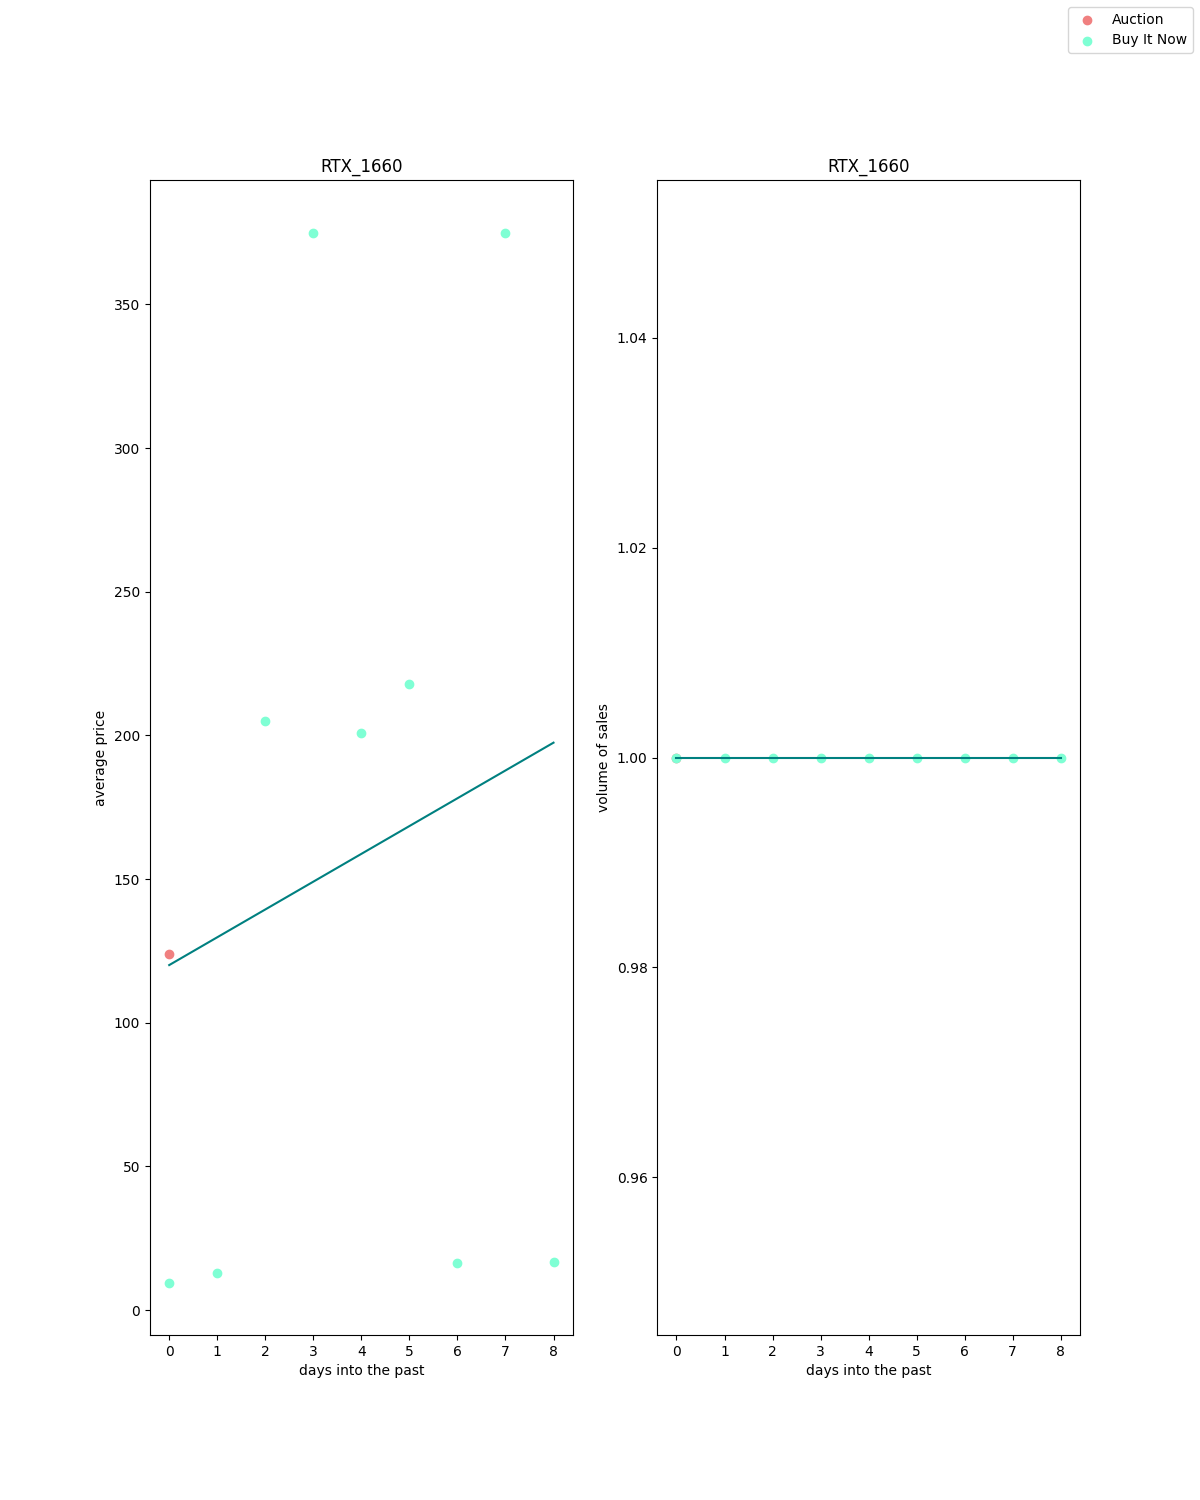 Auction
Buy It Now
RTX_1660
average price
350
300
250
200
150
100
50
0
0 1 2 3 4 5 6 7 8
days into the past
RTX_1660
volume of sales
1.04
1.02
1.00
0.98
0.96
0 1 2 3 4 5 6 7 8
days into the past